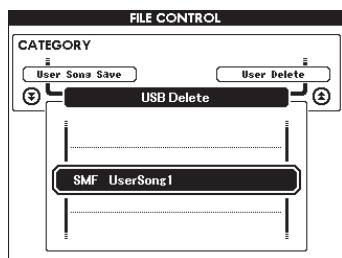 FILE CONTROL
CATEGORY
User Song Save
User Delete
USB Delete
SMF UserSong1